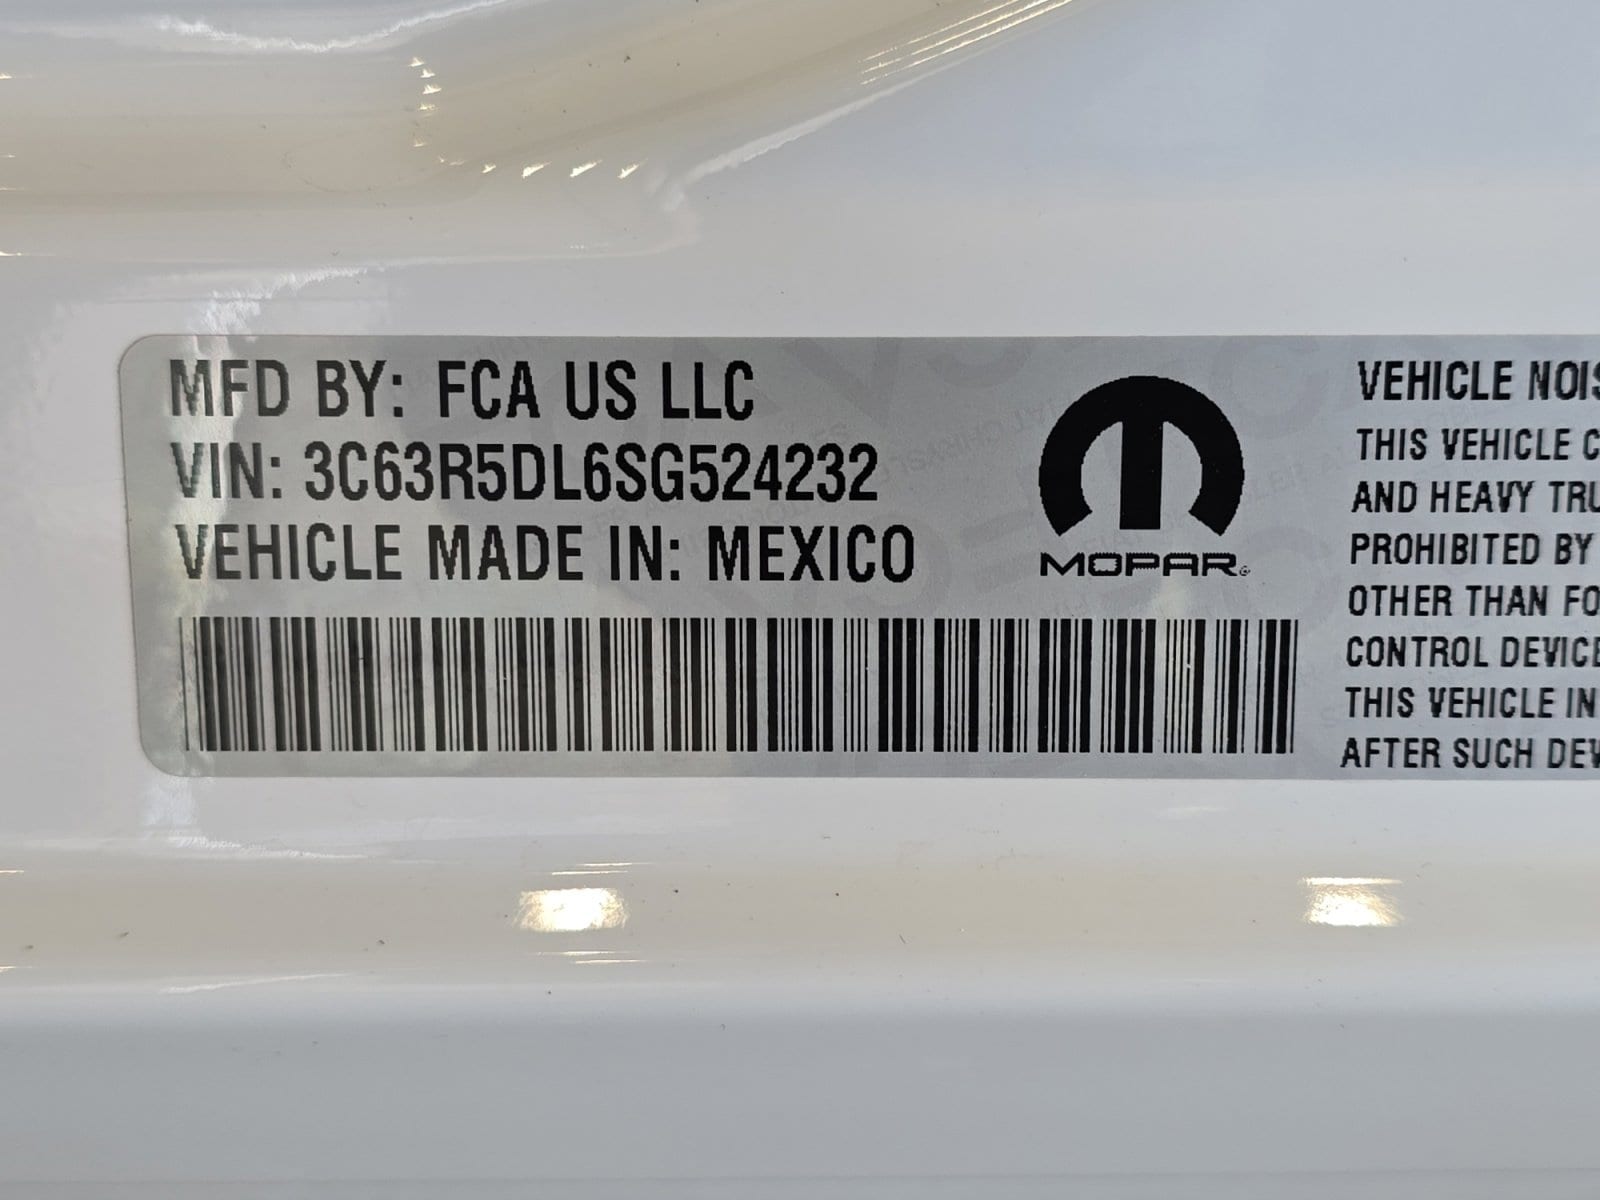 MFD BY: FCA US LLC
VIN: 3C63R5DL6SG524232
VEHICLE MADE IN: MEXICO
MOPAR
VEHICLE NOIS
THIS VEHICLE C
AND HEAVY TRU
PROHIBITED BY
OTHER THAN FO
CONTROL DEVICE
THIS VEHICLE IN
AFTER SUCH DEV